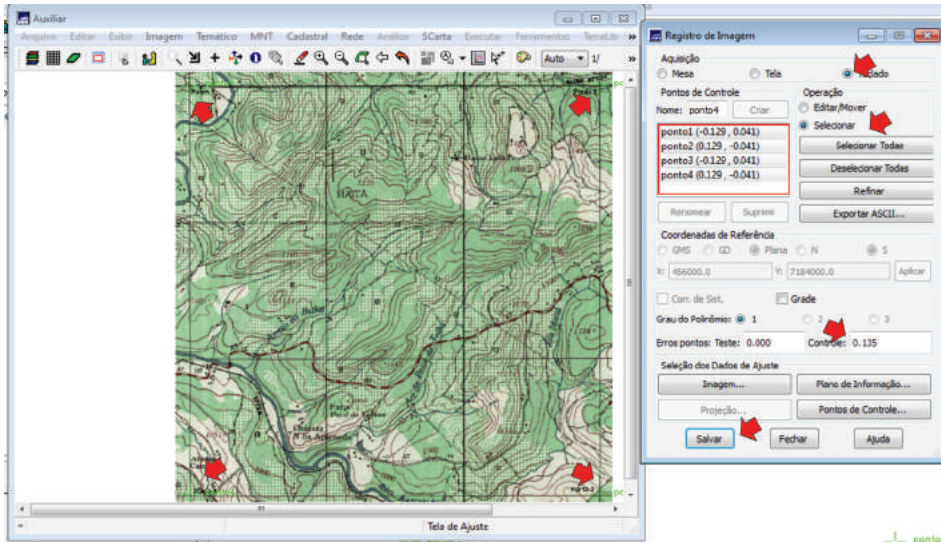 Auxiliar
Arquivo Editar Exibir Imagem Temático MNT Cadastral Rede Análise SCarta Executar Ferramentas TerraLib »
Auto 1/ »
MATA
Tela de Ajuste
Registro de Imagem
Aquisição
Mesa Tela
Pontos de Controle
Nome: ponto4 Criar
ponto1 (-0.129 , 0.041)
ponto2 (0.129 , -0.041)
ponto3 (-0.129 , 0.041)
ponto4 (0.129 , -0.041)
Renomear Suprimir
Operação
Editar/Mover
Selecionar
Selecionar Todas
Deselecionar Todas
Refinar
Exportar ASCII...
Coordenadas de Referência
GMS GD Plana N S
X: 456000.0 Y: 7184000.0 Aplicar
Corr. de Sist. Grade
Grau do Polinômio: 1 2 3
Erros pontos: Teste: 0.000 Controle: 0.135
Seleção dos Dados de Ajuste
Imagem... Plano de Informação...
Projeção... Pontos de Controle...
Salvar Fechar Ajuda
ponto